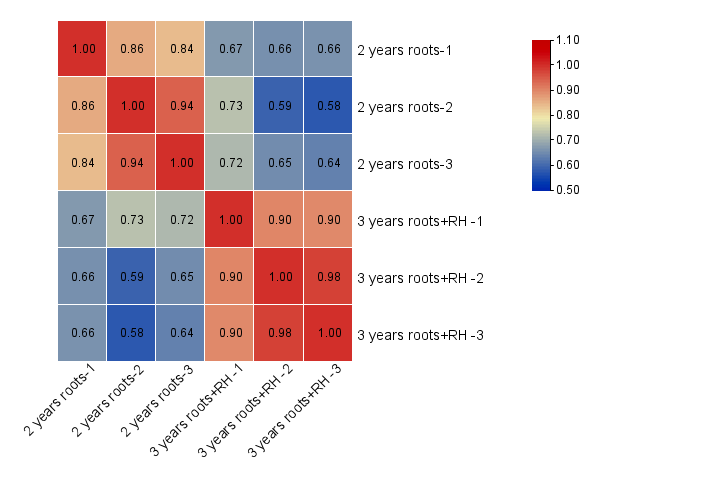 1.00 0.86 0.84 0.67 0.66 0.66 2 years roots-1
0.86 1.00 0.94 0.73 0.59 0.58 2 years roots-2
0.84 0.94 1.00 0.72 0.65 0.64 2 years roots-3
0.67 0.73 0.72 1.00 0.90 0.90 3 years roots+RH -1
0.66 0.59 0.65 0.90 1.00 0.98 3 years roots+RH -2
0.66 0.58 0.64 0.90 0.98 1.00 3 years roots+RH -3
2 years roots-1
2 years roots-2
2 years roots-3
3 years roots+RH -1
3 years roots+RH -2
3 years roots+RH -3
1.10
1.00
0.90
0.80
0.70
0.60
0.50